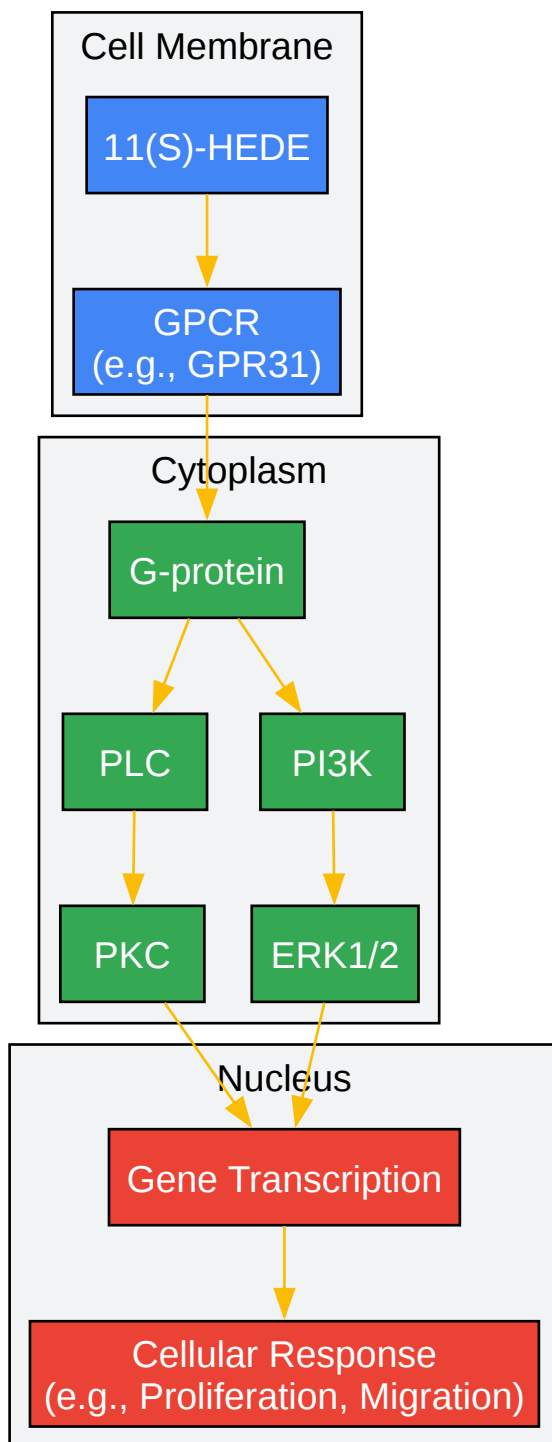 Cell Membrane
11(S)-HEDE
GPCR
(e.g., GPR31)
Cytoplasm
G-protein
PLC
PI3K
PKC
ERK1/2
Nucleus
Gene Transcription
Cellular Response
(e.g., Proliferation, Migration)